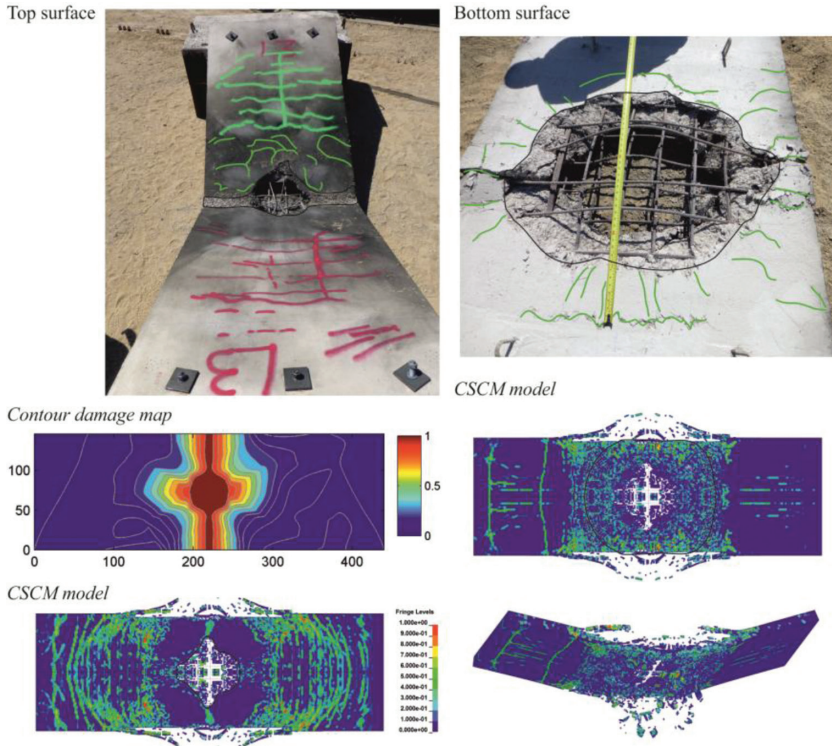 Top surface
Bottom surface
L3
CSCM model
Contour damage map
100
50
0
0
100
200
300
400
1
0.5
0
CSCM model
Fringe Levels
1.000e+00
9.000e-01
8.000e-01
7.000e-01
6.000e-01
5.000e-01
4.000e-01
3.000e-01
2.000e-01
1.000e-01
0.000e+00